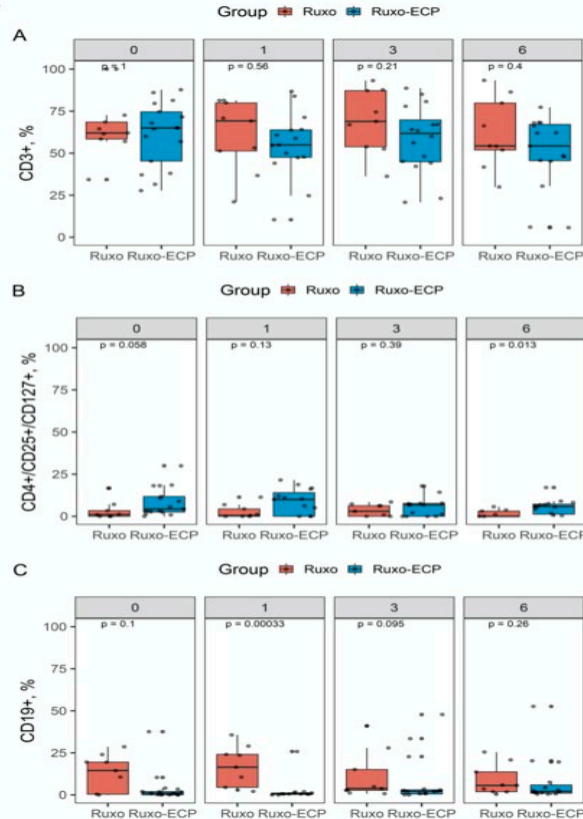 Group Ruxo Ruxo-ECP
A
0 1 3 6
p = 1 p = 0.56 p = 0.21 p = 0.4
100
75
50
25
0
CD3+, %
Ruxo Ruxo-ECP Ruxo Ruxo-ECP Ruxo Ruxo-ECP Ruxo Ruxo-ECP
B
Group Ruxo Ruxo-ECP
0 1 3 6
p = 0.058 p = 0.13 p = 0.39 p = 0.013
100
75
50
25
0
CD4+/CD25+/CD127+, %
Ruxo Ruxo-ECP Ruxo Ruxo-ECP Ruxo Ruxo-ECP Ruxo Ruxo-ECP
C
Group Ruxo Ruxo-ECP
0 1 3 6
p = 0.1 p = 0.00033 p = 0.095 p = 0.26
100
75
50
25
0
CD19+, %
Ruxo Ruxo-ECP Ruxo Ruxo-ECP Ruxo Ruxo-ECP Ruxo Ruxo-ECP